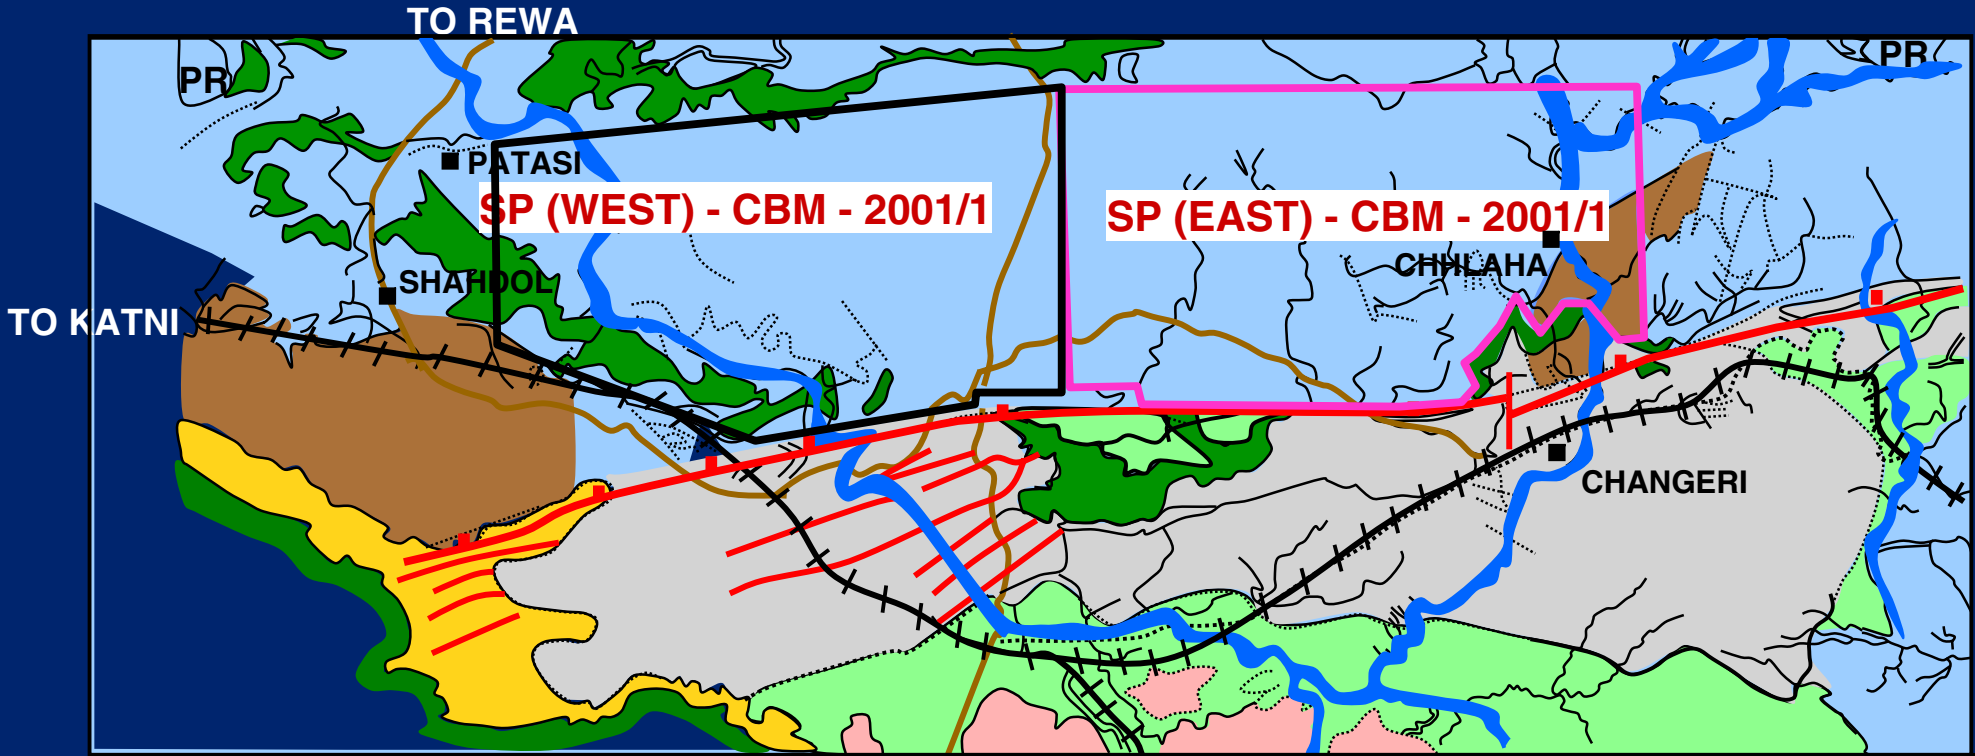 TO REWA
PR
PR
PATASI
SP (WEST) - CBM - 2001/1
SP (EAST) - CBM - 2001/1
CHHLAHA
SHAHDOL
TO KATNI
CHANGERI